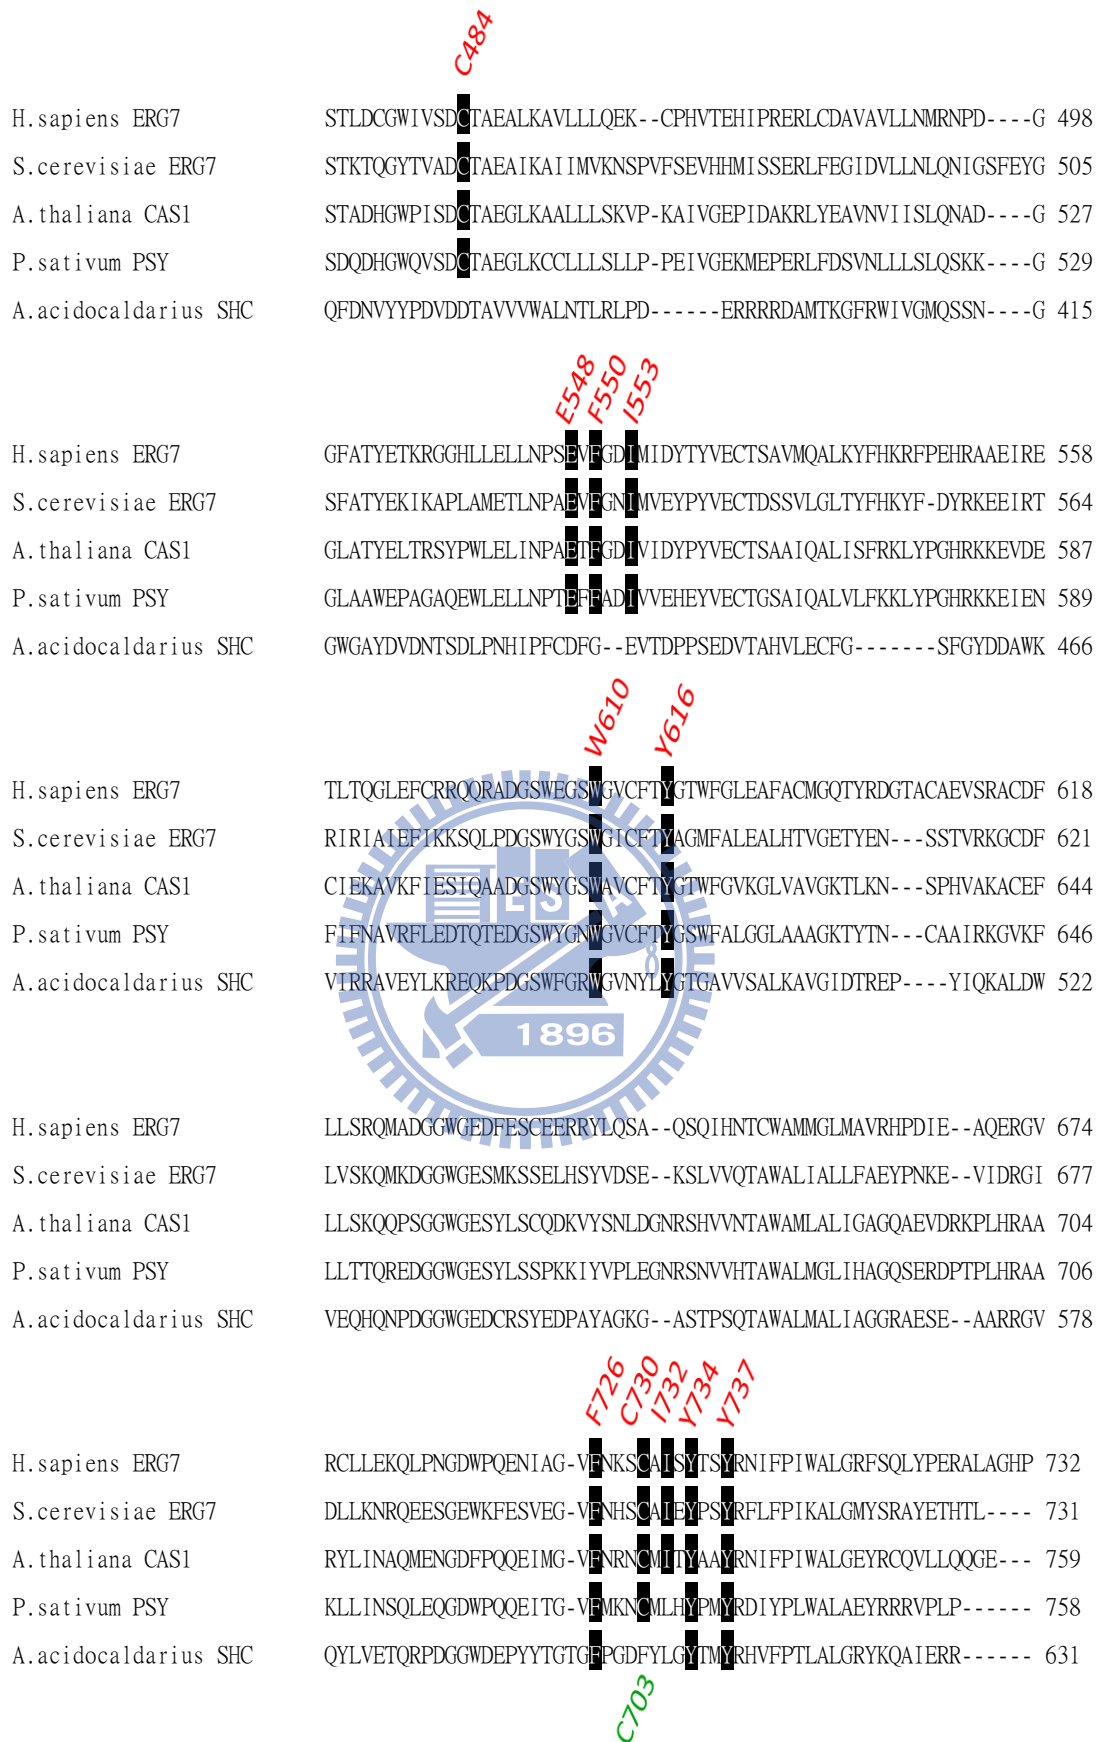 C484
H.sapiens ERG7 STLDCGWIVSDCTAEALKAVLLLQEK--CPHVTEHIPRERLCDAVAVLLNMRNPD----G 498
S.cerevisiae ERG7 STKTQGYTVADCTAEAIKAIIMVKNSPVFSEVHHMISSERLFEGIDVLLNLQNIGSFEYG 505
A.thaliana CAS1 STADHGWPISDCTAEGLKAALLLSKVP-KAIVGEPIDAKRLYEAVNVIISLQNAD----G 527
P.sativum PSY SDQDHGWQVSDCTAEGLKCCLLLSLLP-PEIVGEKMEPERLFDSVNLLLSLQSKK----G 529
A.acidocaldarius SHC QFDNVYYPDVDDTAVVVWALNTLRLPD------ERRRRDAMTKGFRWIVGMQSSN----G 415
E548 F550 I553
H.sapiens ERG7 GFATYETKRGGHLLELLNPSEVFGDIMIDYTYVECTSAVMQALKYFHKRFPEHRAAEIRE 558
S.cerevisiae ERG7 SFATYEKIKAPLAMETLNPAEVFGNIMVEYPYVECTDSSVLGLTYFHKYF-DYRKEEIRT 564
A.thaliana CAS1 GLATYELTRSYPWLELINPAETFGDIVIDYPYVECTSAAIQALISFRKLYPGHRKKEVDE 587
P.sativum PSY GLAAWEPAGAQEWLELLNPTEFFADIVVEHEYVECTGSAIQALVLFKKLYPGHRKKEIEN 589
A.acidocaldarius SHC GWGAYDVDNTSDLPNHIPFCDFG--EVTDPPSEDVTAHVLECFG-------SFGYDDAWK 466
W610 Y616
H.sapiens ERG7 TLTQGLEFCRRQQRADGSWEGSWGVCFTYGTWFGLEAFACMGQTYRDGTACAEVSRACDF 618
S.cerevisiae ERG7 RIRIAIEFIKKSQLPDGSWYGSWGICFTYAGMFALEALHTVGETYEN---SSTVRKGCDF 621
A.thaliana CAS1 CIEKAVKFIESIQAADGSWYGSWAVCFTYGTWFGVKGLVAVGKTLKN---SPHVAKACEF 644
P.sativum PSY FIFNAVRFLEDTQTEDGSWYGNWGVCFTYGSWFALGGLAAAGKTYTN---CAAIRKGVKF 646
A.acidocaldarius SHC VIRRAVEYLKREQKPDGSWFGRWGVNYLYGTGAVVSALKAVGIDTREP----YIQKALDW 522
1896
H.sapiens ERG7 LLSRQMADGGWGEDFESCEERRYLQSA--QSQIHNTCWAMMGLMAVRHPDIE--AQERGV 674
S.cerevisiae ERG7 LVSKQMKDGGWGESMKSSELHSYVDSE--KSLVVQTAWALIALLFAEYPNKE--VIDRGI 677
A.thaliana CAS1 LLSKQQPSGGWGESYLSCQDKVYSNLDGNRSHVVNTAWAMLALIGAGQAEVDRKPLHRAA 704
P.sativum PSY LLTTQREDGGWGESYLSSPKKIYVPLEGNRSNVVHTAWALMGLIHAGQSERDPTPLHRAA 706
A.acidocaldarius SHC VEQHQNPDGGWGEDCRSYEDPAYAGKG--ASTPSQTAWALMALIAGGRAESE--AARRGV 578
F726 C730 I732 Y734 Y737
H.sapiens ERG7 RCLLEKQLPNGDWPQENIAG-VFNKSCAISYTSYRNIFPIWALGRFSQLYPERALAGHP 732
S.cerevisiae ERG7 DLLKNRQEESGEWKFESVEG-VFNHSCAIEYPSYRFLFPIKALGMYSRAYETHTL---- 731
A.thaliana CAS1 RYLINAQMENGDFPQQEIMG-VFNRNCMITYAAYRNIFPIWALGEYRCQVLLQQGE--- 759
P.sativum PSY KLLINSQLEQGDWPQQEITG-VFMKNCMLHYPMYRDIYPLWALAEYRRRVPLP------ 758
A.acidocaldarius SHC QYLVETQRPDGGWDEPYYTGTGFPGDFYLGYTMYRHVFPTLALGRYKQAIERR------ 631
C703